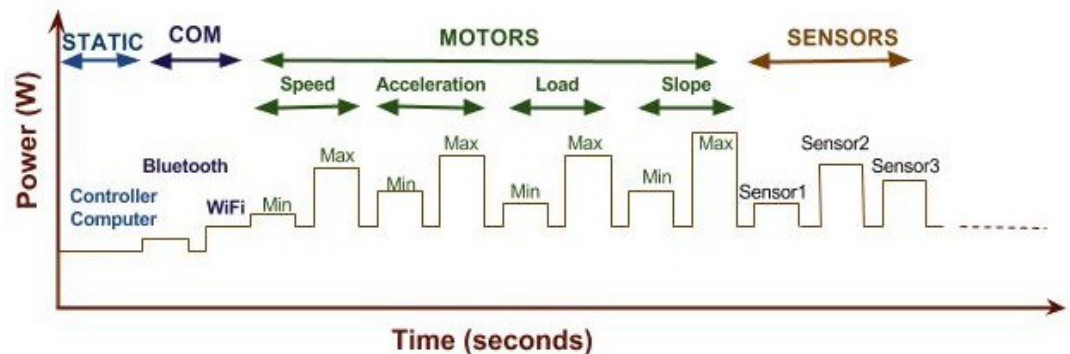 STATIC
COM
MOTORS
SENSORS
Speed
Acceleration
Load
Slope
Power (W)
Controller
Computer
Bluetooth
WiFi
Min
Max
Min
Max
Min
Max
Min
Max
Sensor1
Sensor2
Sensor3
Time (seconds)